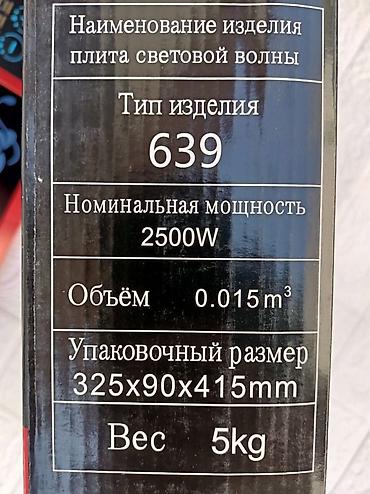 Наименование изделия
плита световой волны
Тип изделия
639
Номинальная мощность
2500W
Объём 0.015m³
Упаковочный размер
325x90x415mm
Вес 5kg